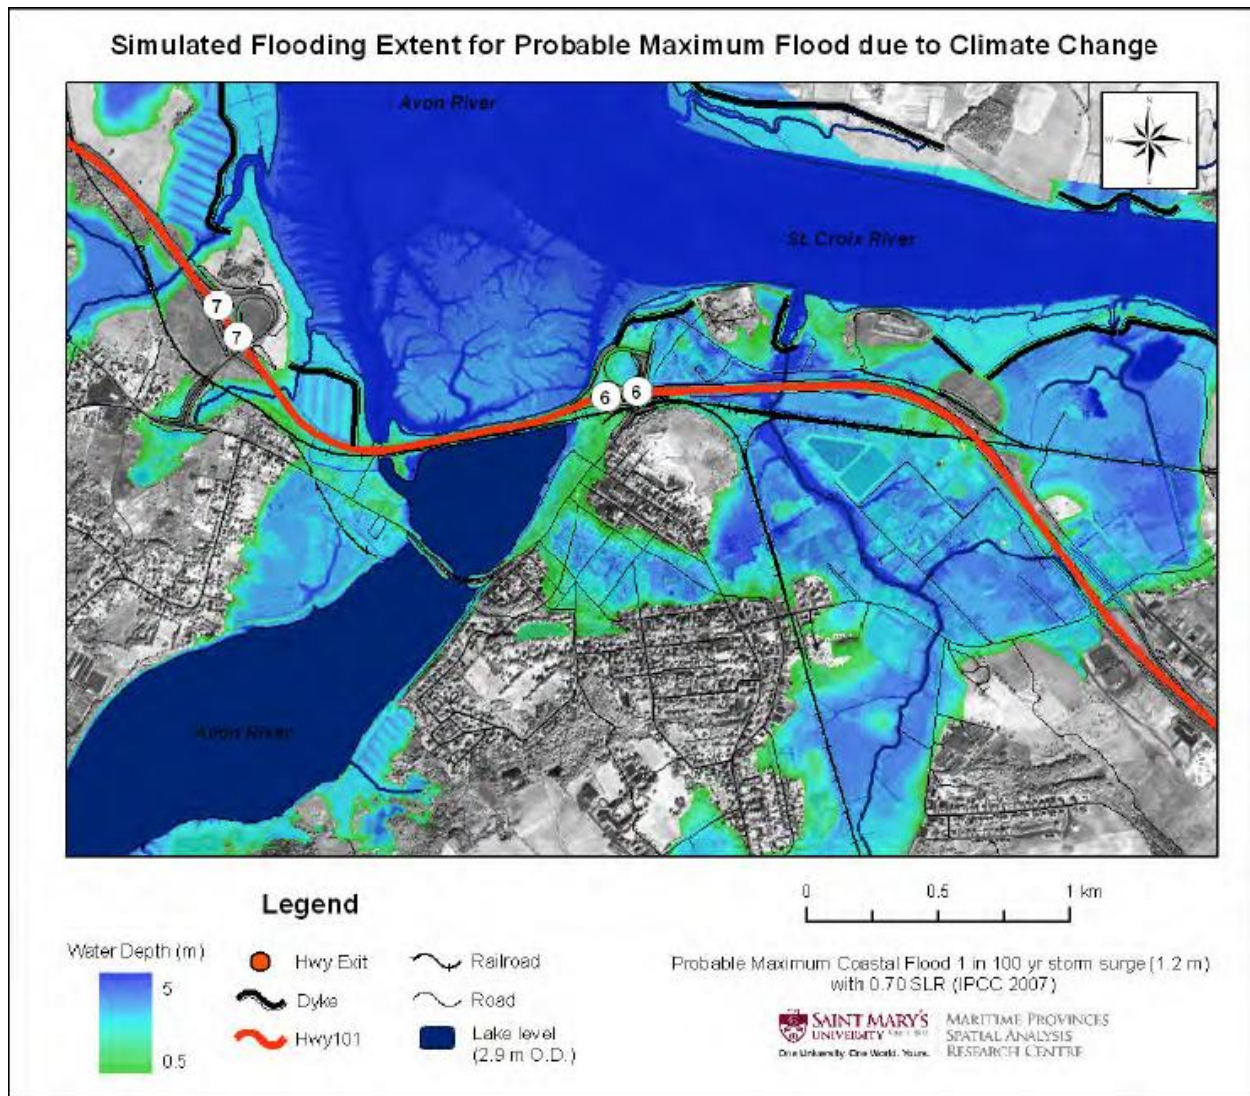 Simulated Flooding Extent for Probable Maximum Flood due to Climate Change
Avon River
N
W
St. Croix River
7
7
6
6
Avon River
Legend
Water Depth (m)
5
0.5
Hwy Exit
Dyke
Hwy101
Railroad
Road
Lake level
(2.9 m O.D.)
0 0.5 1 km
Probable Maximum Coastal Flood 1 in 100 yr storm surge (1.2 m)
with 0.70 SLR (IPCC 2007)
SAINT MARY'S
UNIVERSITY
One University. One World. Yours.
MARITIME PROVINCES
SPATIAL ANALYSIS
RESEARCH CENTRE